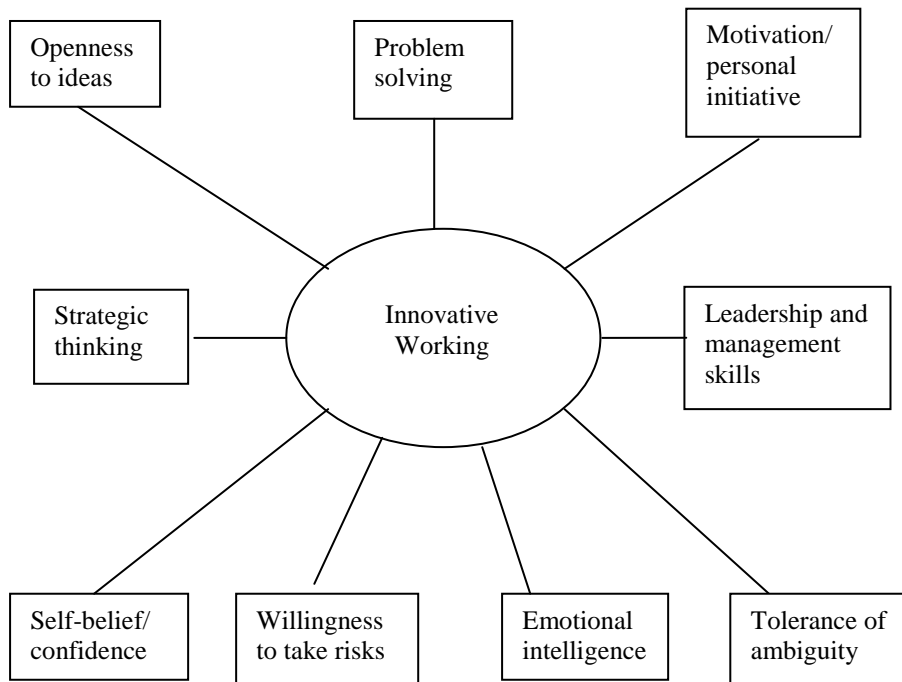 Openness
to ideas
Problem
solving
Motivation/
personal
initiative
Strategic
thinking
Innovative
Working
Leadership and
management
skills
Self-belief/
confidence
Willingness
to take risks
Emotional
intelligence
Tolerance of
ambiguity